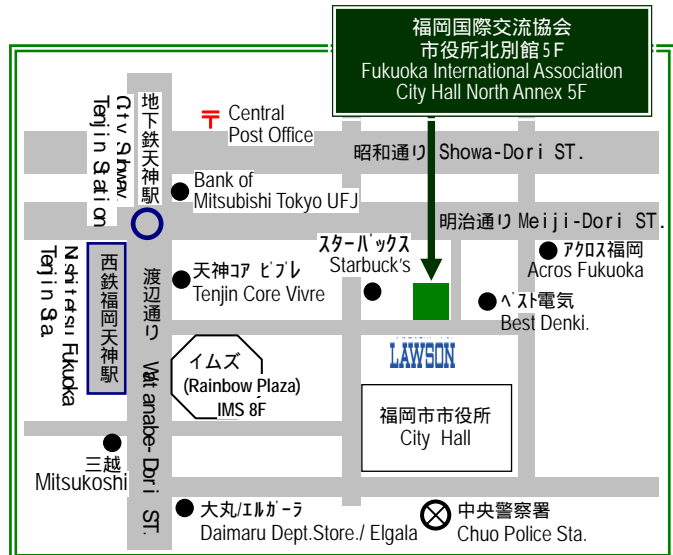 福岡国際交流協会
市役所北別館5F
Fukuoka International Association
City Hall North Annex 5F
地下鉄天神駅
City Subway
Tenjin Station
〒 Central
Post Office
昭和通り Showa-Dori ST.
Bank of
Mitsubishi Tokyo UFJ
明治通り Meiji-Dori ST.
西鉄福岡天神駅
Nishitetsu Fukuoka
Tenjin Sta.
渡辺通り Watanabe-Dori ST.
天神コア ビブレ
Tenjin Core Vivre
スターバックス
Starbuck's
アクロス福岡
Acros Fukuoka
ベスト電気
Best Denki.
イムズ
(Rainbow Plaza)
IMS 8F
LAWSON
福岡市市役所
City Hall
三越
Mitsukoshi
大丸/エルガーラ
Daimaru Dept.Store./ Elgala
中央警察署
Chuo Police Sta.